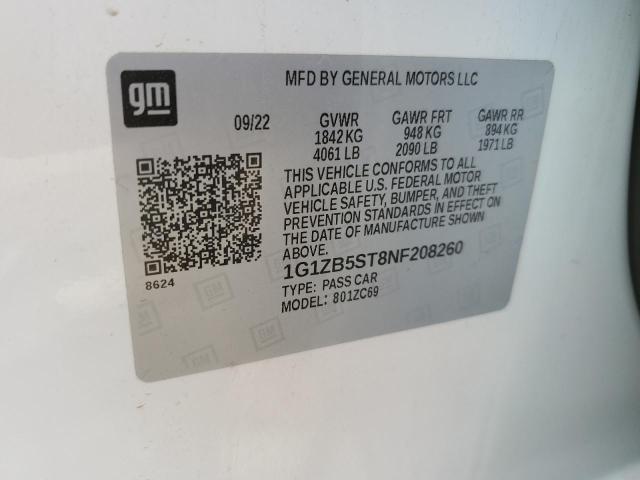 gm
MFD BY GENERAL MOTORS LLC
09/22 GVWR GAWR FRT GAWR RR
1842 KG 948 KG 894 KG
4061 LB 2090 LB 1971 LB
THIS VEHICLE CONFORMS TO ALL
APPLICABLE U.S. FEDERAL MOTOR
VEHICLE SAFETY, BUMPER, AND THEFT
PREVENTION STANDARDS IN EFFECT ON
THE DATE OF MANUFACTURE SHOWN
ABOVE.
8624
1G1ZB5ST8NF208260
TYPE: PASS CAR
MODEL: 801ZC69